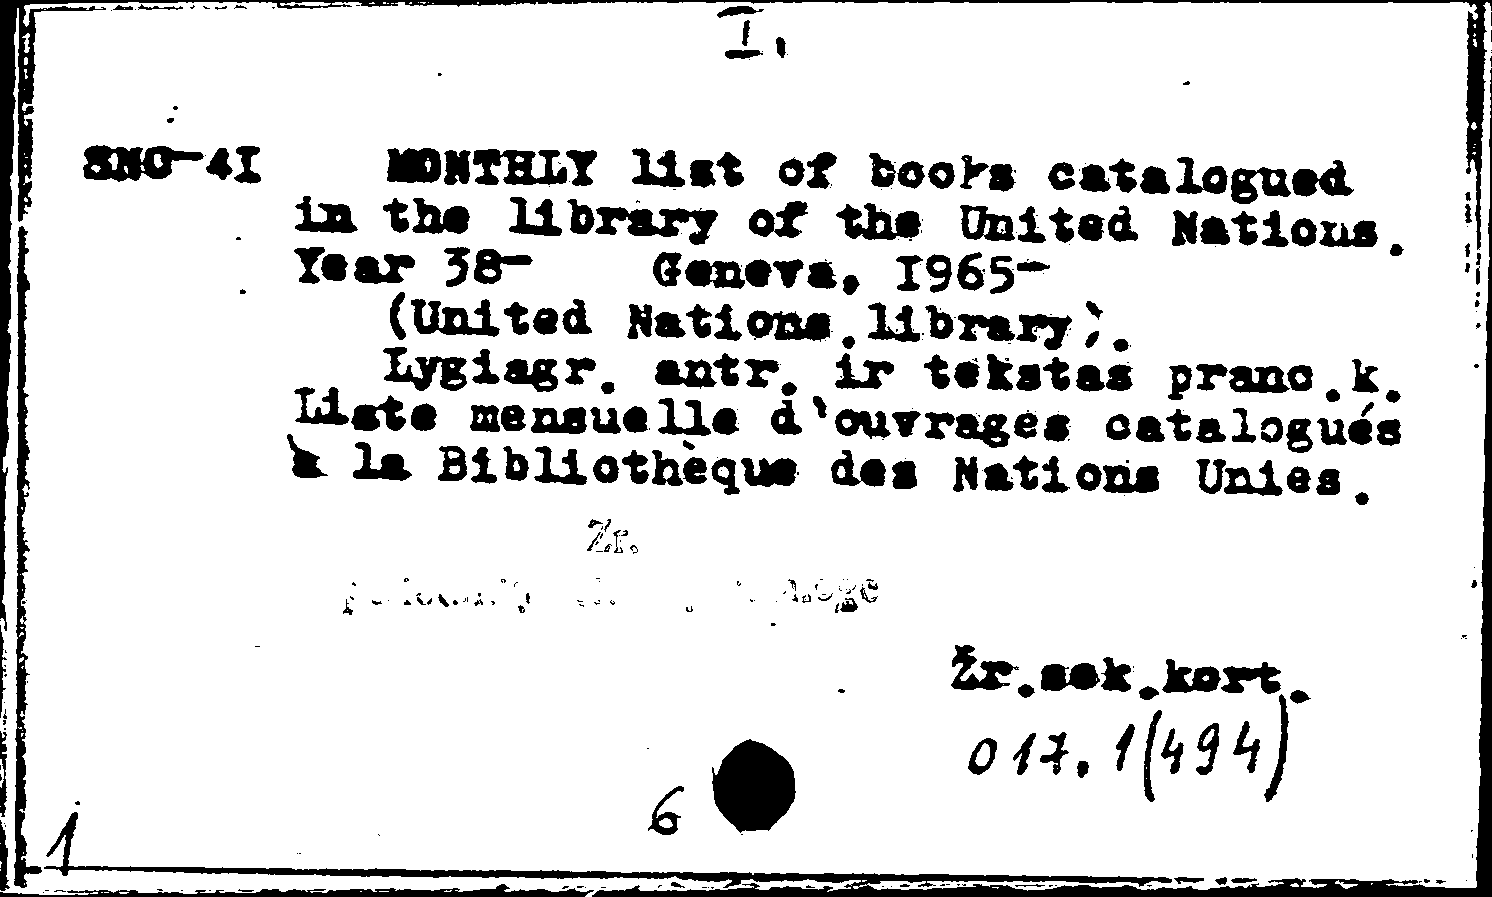 I.
SNG-4I MONTHLY list of books catalogued
in the library of the United Nations.
Year 38- Geneva, I965-
(United Nations.library).
Lygiagr. antr. ir tekstas pranc.k.
Liste mensuelle d'ouvrages catalogués
à la Bibliothèque des Nations Unies.
Žr.
Žr.sek.kort.
017.1(494)
6
1